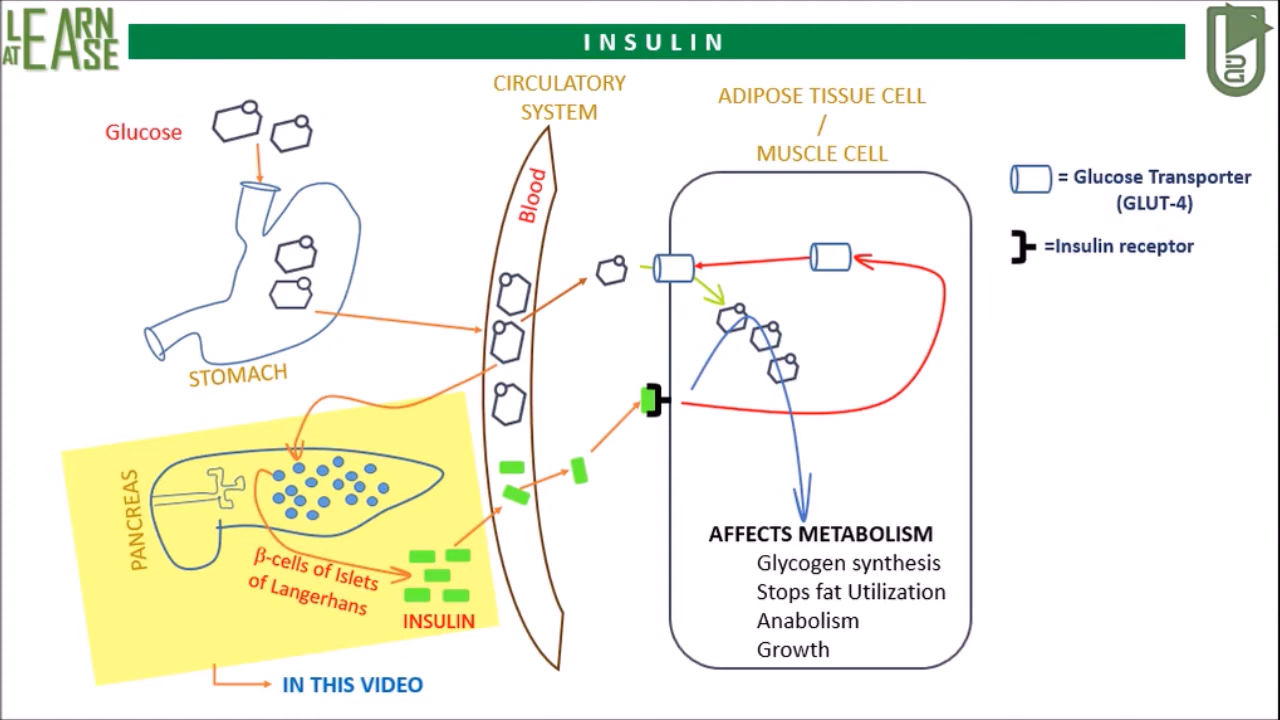 LEARN
AT EASE
INSULIN
CIRCULATORY
SYSTEM
ADIPOSE TISSUE CELL
/
MUSCLE CELL
Glucose
Blood
= Glucose Transporter
(GLUT-4)
=Insulin receptor
STOMACH
PANCREAS
β-cells of Islets
of Langerhans
INSULIN
AFFECTS METABOLISM
Glycogen synthesis
Stops fat Utilization
Anabolism
Growth
IN THIS VIDEO